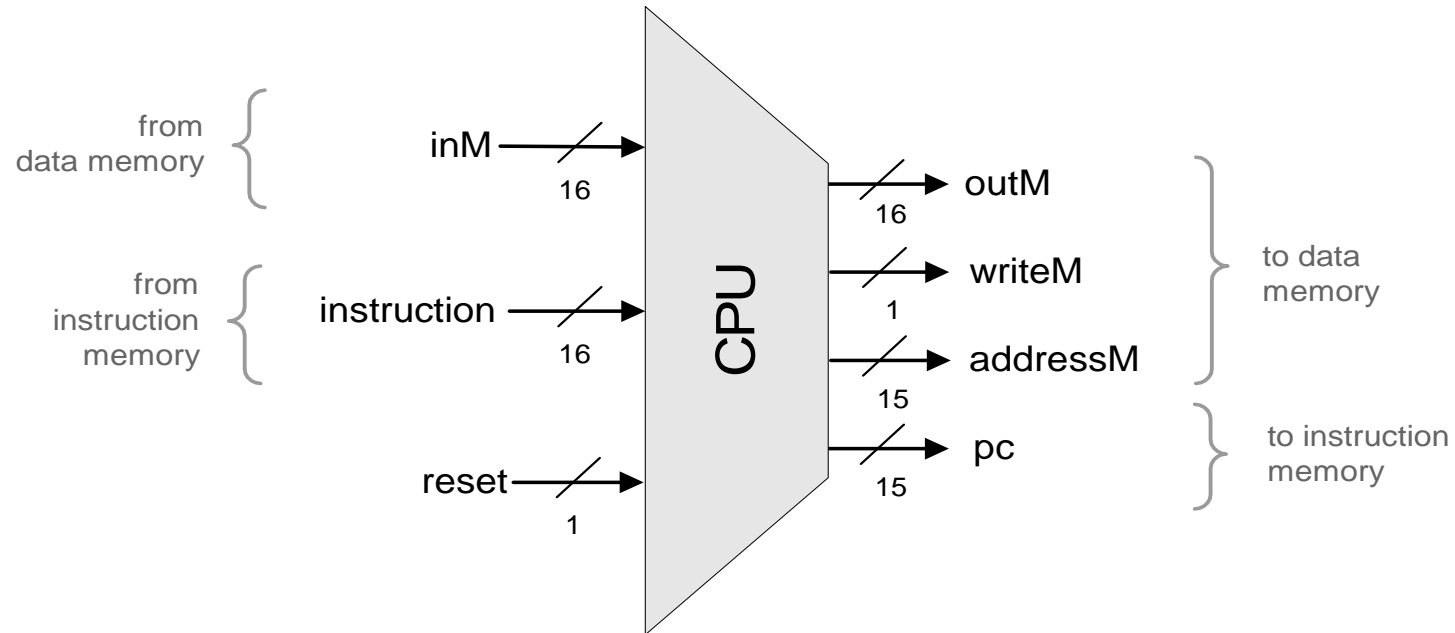 from
data memory
inM
16
from
instruction
memory
instruction
16
reset
1
CPU
outM
16
writeM
1
addressM
15
pc
15
to data
memory
to instruction
memory